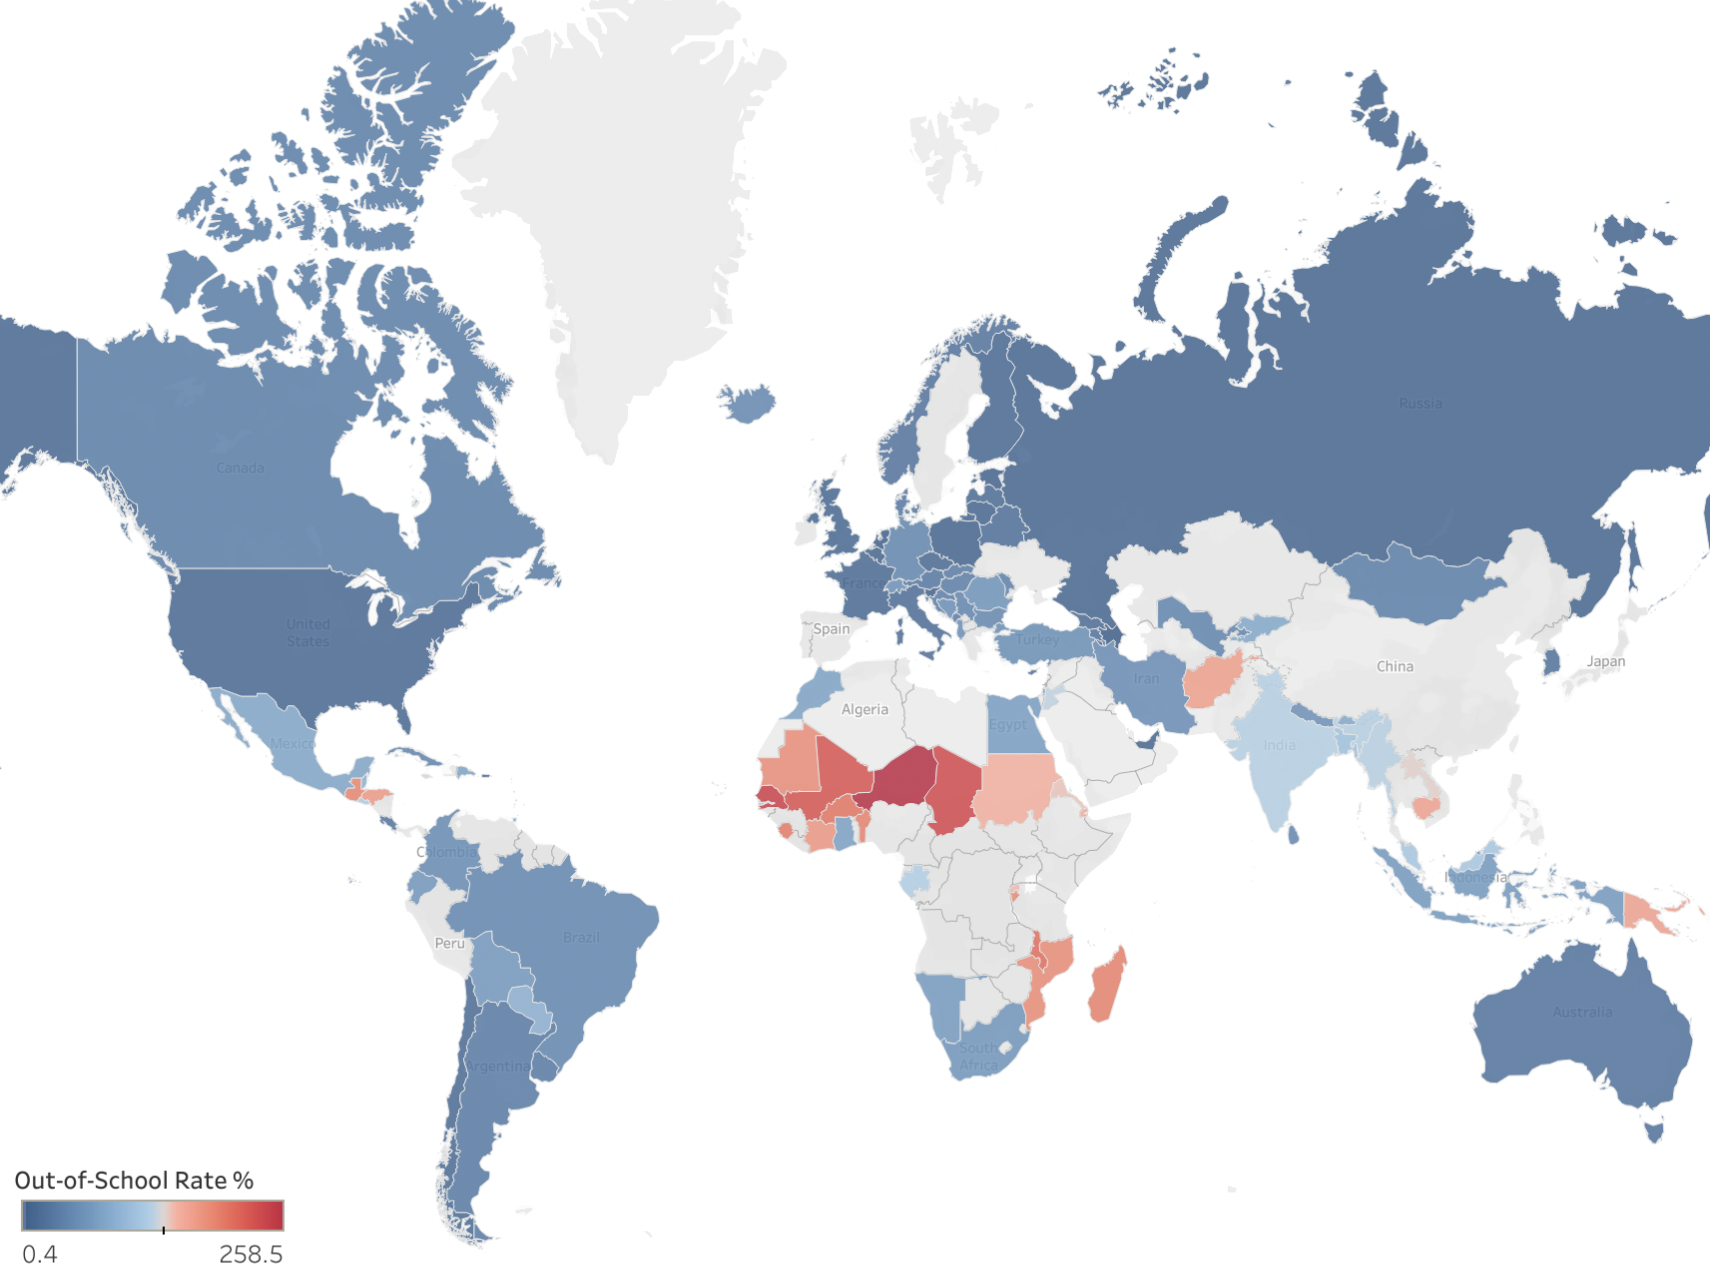 Russia
Canada
France
United
States
Spain
Turkey
China
Japan
Iran
Algeria
Egypt
Mexico
India
Colombia
Indonesia
Brazil
Peru
Australia
South
Africa
Argentina
Out-of-School Rate %
0.4 258.5